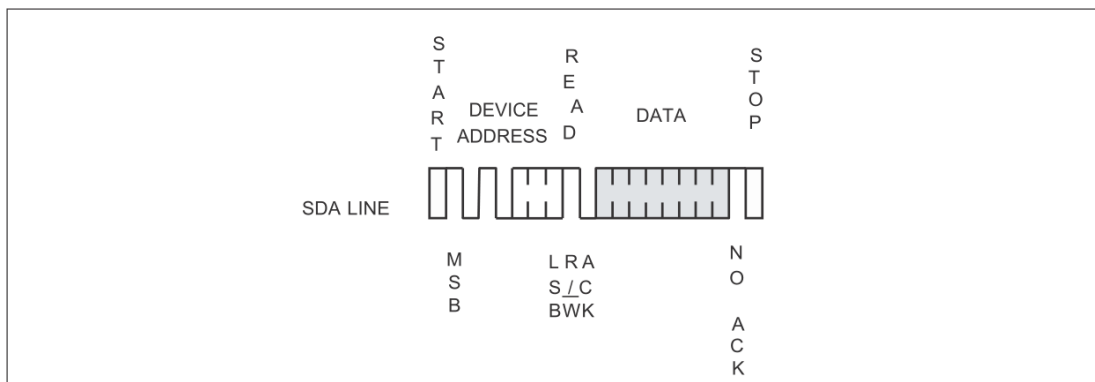 START
DEVICE
ADDRESS
READ
DATA
STOP
SDA LINE
MSB
LSB
R/W
ACK
NO ACK